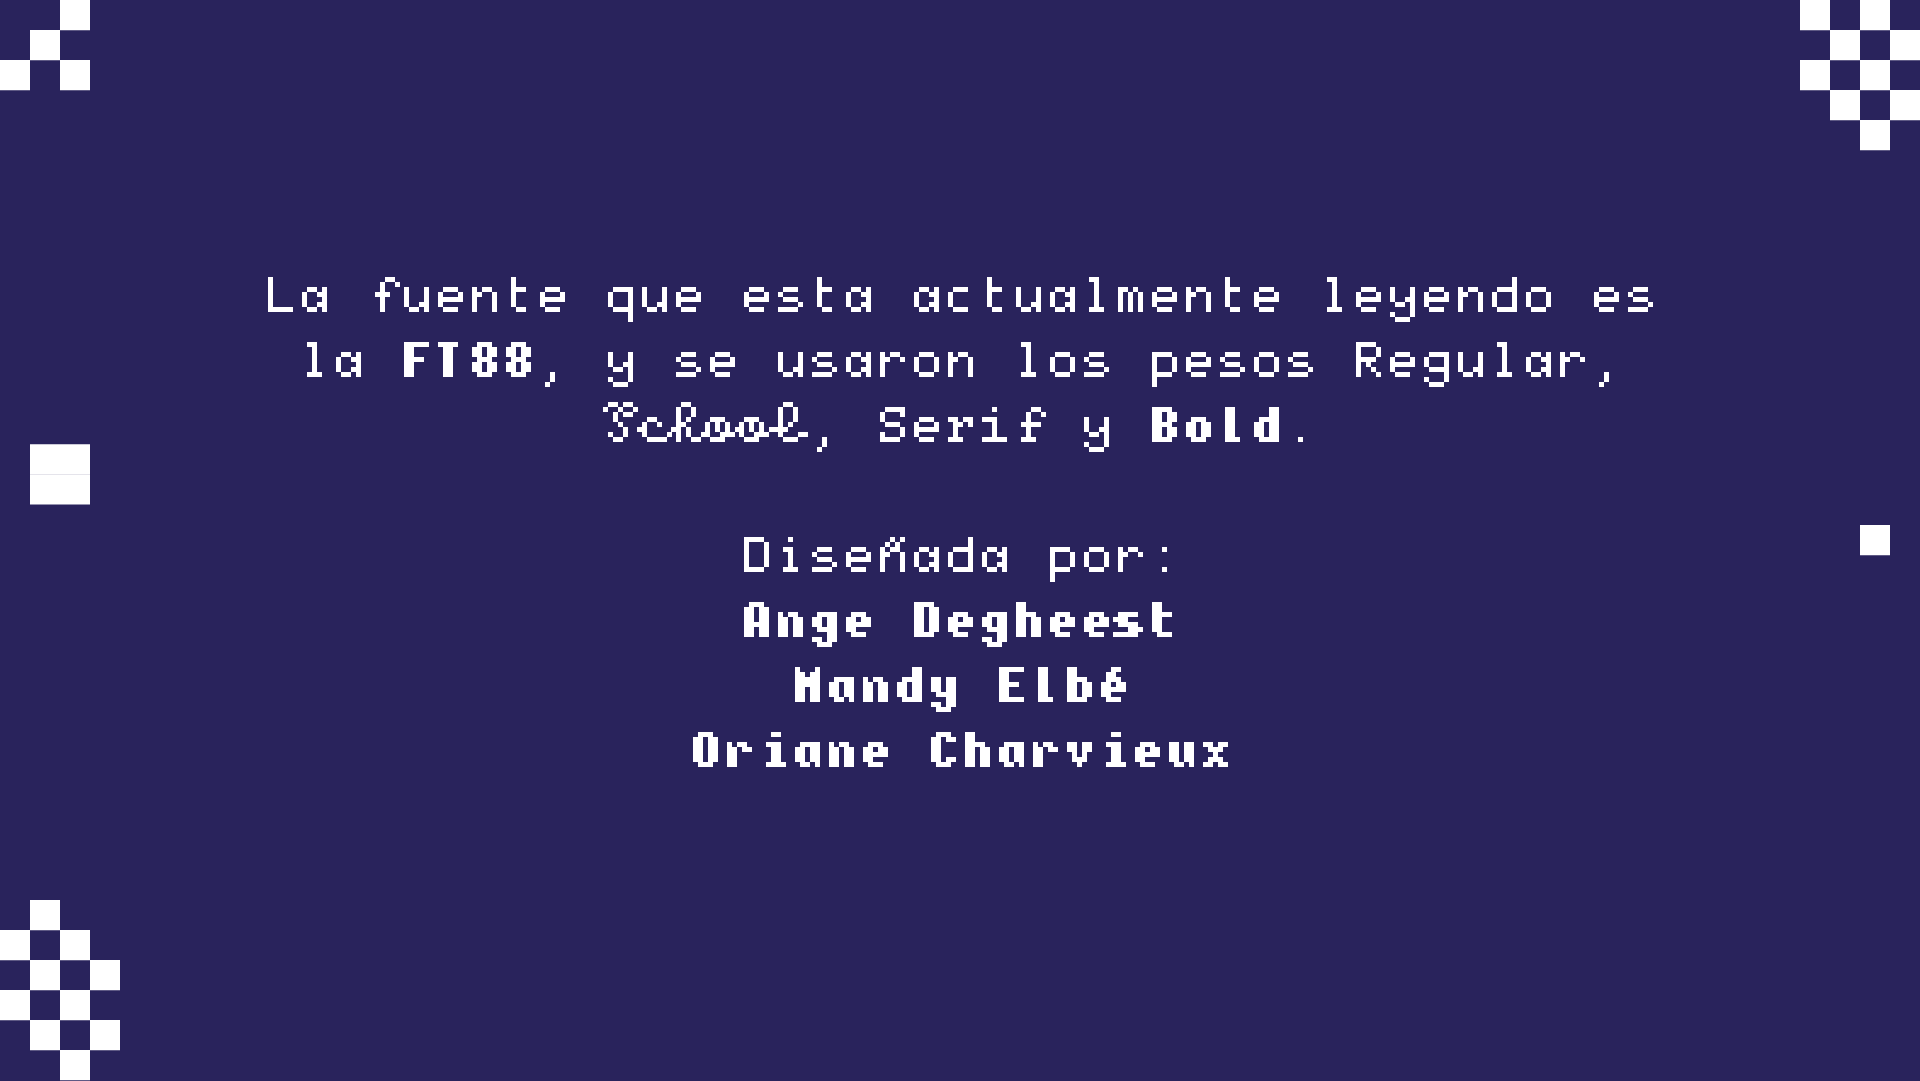 La fuente que esta actualmente leyendo es
la FT88, y se usaron los pesos Regular,
School, Serif y Bold.
Diseñada por:
Ange Degheest
Mandy Elbé
Oriane Charvieux